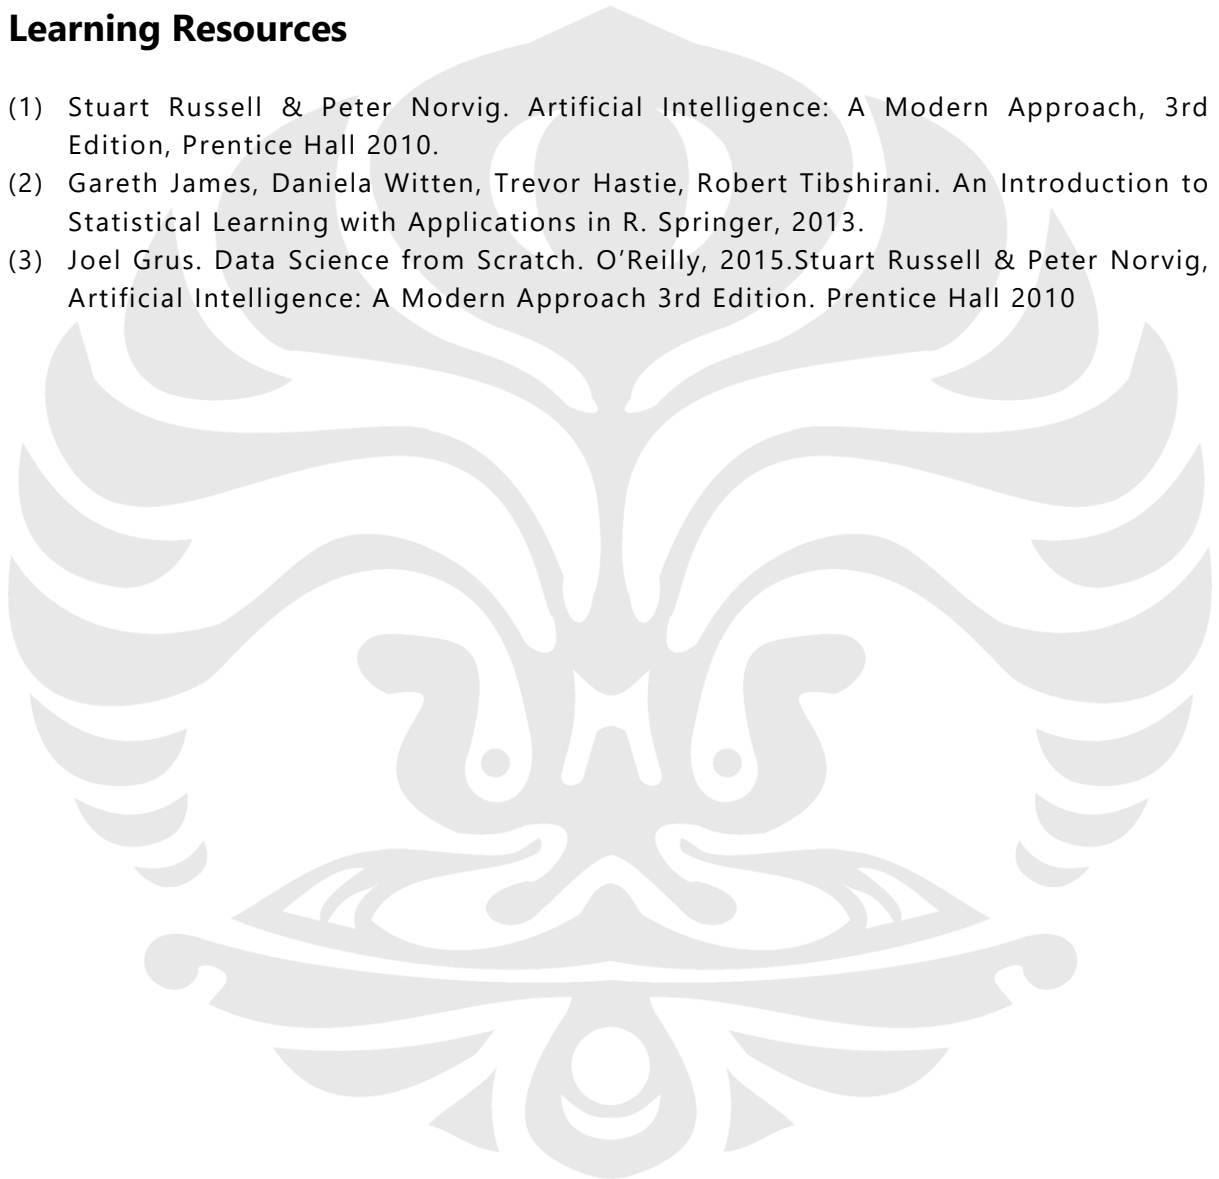 Learning Resources
(1) Stuart Russell & Peter Norvig. Artificial Intelligence: A Modern Approach, 3rd
Edition, Prentice Hall 2010.
(2) Gareth James, Daniela Witten, Trevor Hastie, Robert Tibshirani. An Introduction to
Statistical Learning with Applications in R. Springer, 2013.
(3) Joel Grus. Data Science from Scratch. O’Reilly, 2015.Stuart Russell & Peter Norvig,
Artificial Intelligence: A Modern Approach 3rd Edition. Prentice Hall 2010